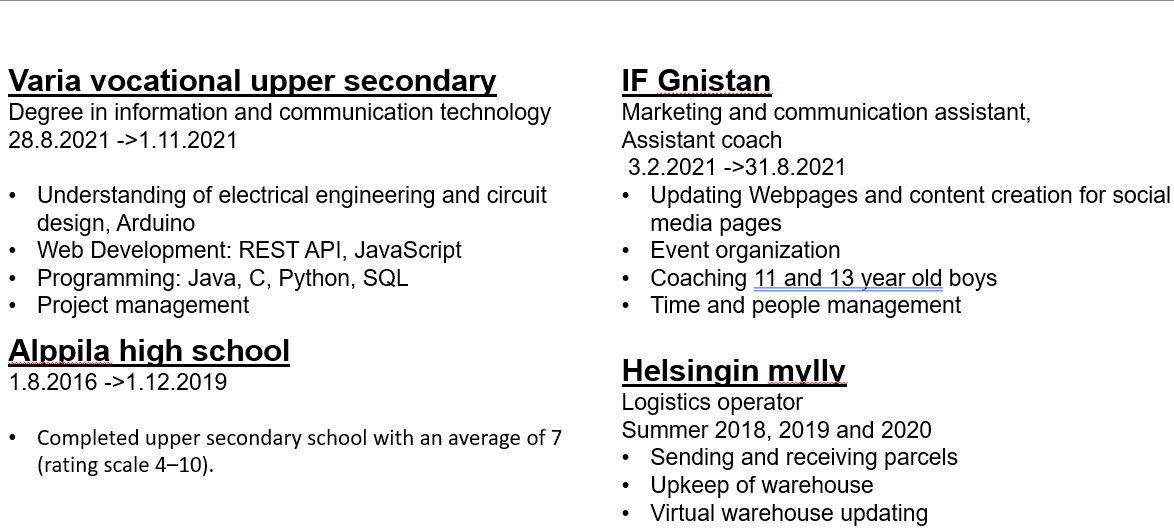 Varia vocational upper secondary
Degree in information and communication technology
28.8.2021 ->1.11.2021
• Understanding of electrical engineering and circuit
design, Arduino
• Web Development: REST API, JavaScript
• Programming: Java, C, Python, SQL
• Project management
Alppila high school
1.8.2016 ->1.12.2019
• Completed upper secondary school with an average of 7
(rating scale 4–10).
IF Gnistan
Marketing and communication assistant,
Assistant coach
3.2.2021 ->31.8.2021
• Updating Webpages and content creation for social
media pages
• Event organization
• Coaching 11 and 13 year old boys
• Time and people management
Helsingin mylly
Logistics operator
Summer 2018, 2019 and 2020
• Sending and receiving parcels
• Upkeep of warehouse
• Virtual warehouse updating